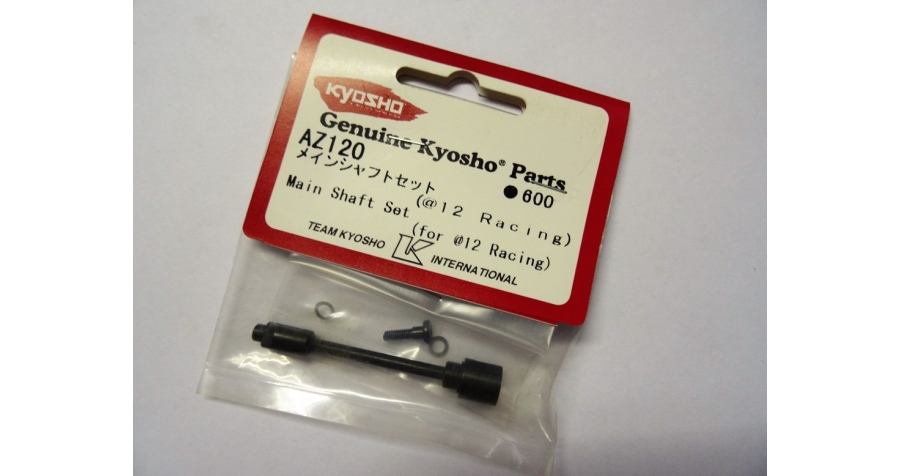 KYOSHO
Genuine Kyosho® Parts
AZ120
●600
メインシャフトセット
(@12 Racing)
Main Shaft Set
(for @12 Racing)
TEAM KYOSHO K INTERNATIONAL